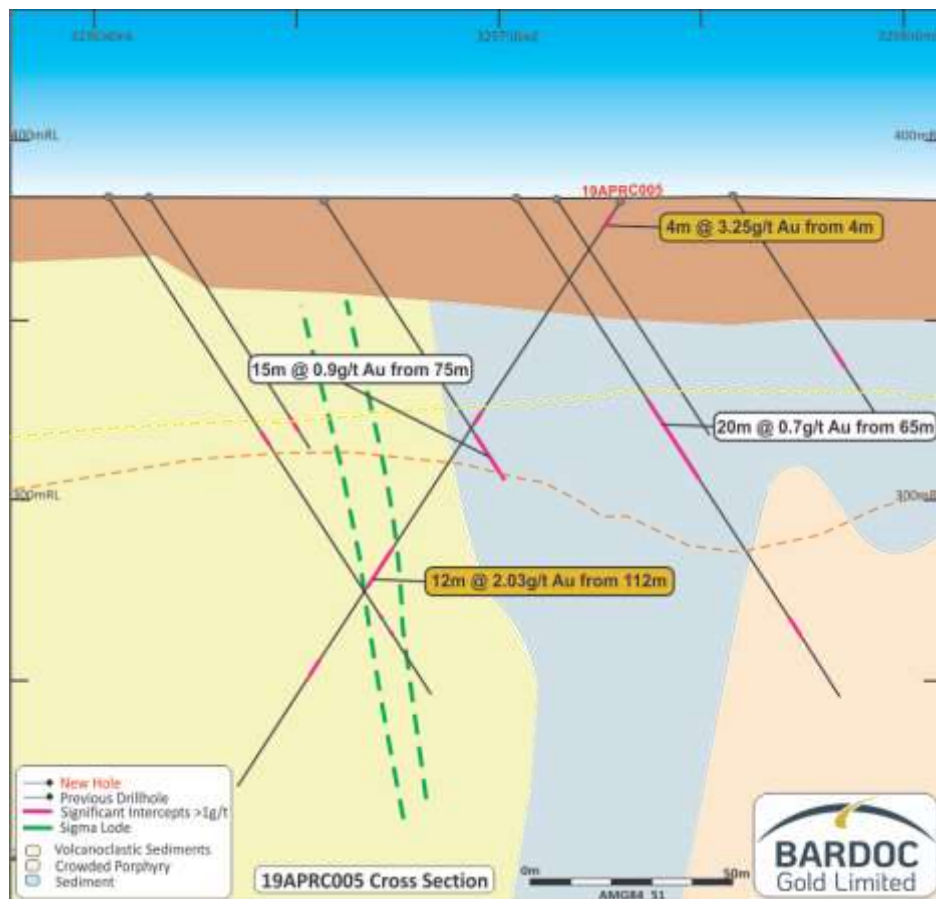 400mRL
400mRL
19APRC005
4m @ 3.25g/t Au from 4m
15m @ 0.9g/t Au from 75m
20m @ 0.7g/t Au from 65m
300mRL
300mR
12m @ 2.03g/t Au from 112m
New Hole
Previous Drillhole
Significant Intercepts >1g/t
Sigma Lode
Volcanoclastic Sediments
Crowded Porphyry
Sediment
19APRC005 Cross Section
0m
50m
AMG84_51
BARDOC
Gold Limited